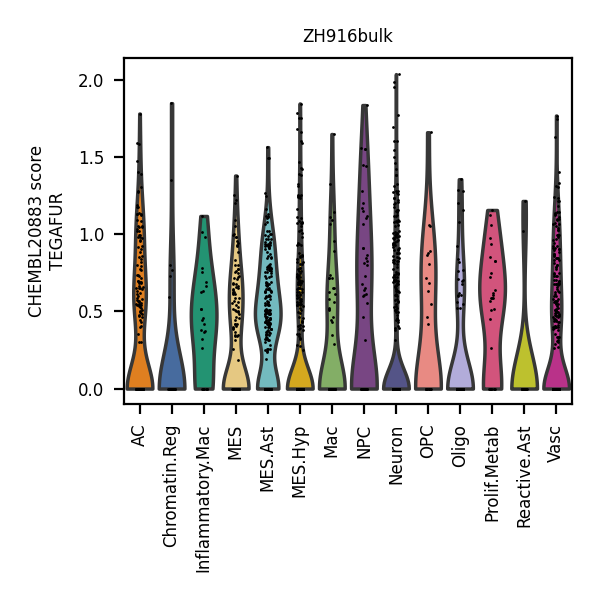 ZH916bulk
CHEMBL20883 score
TEGAFUR
2.0
1.5
1.0
0.5
0.0
AC
Chromatin.Reg
Inflammatory.Mac
MES
MES.Ast
MES.Hyp
Mac
NPC
Neuron
OPC
Oligo
Prolif.Metab
Reactive.Ast
Vasc